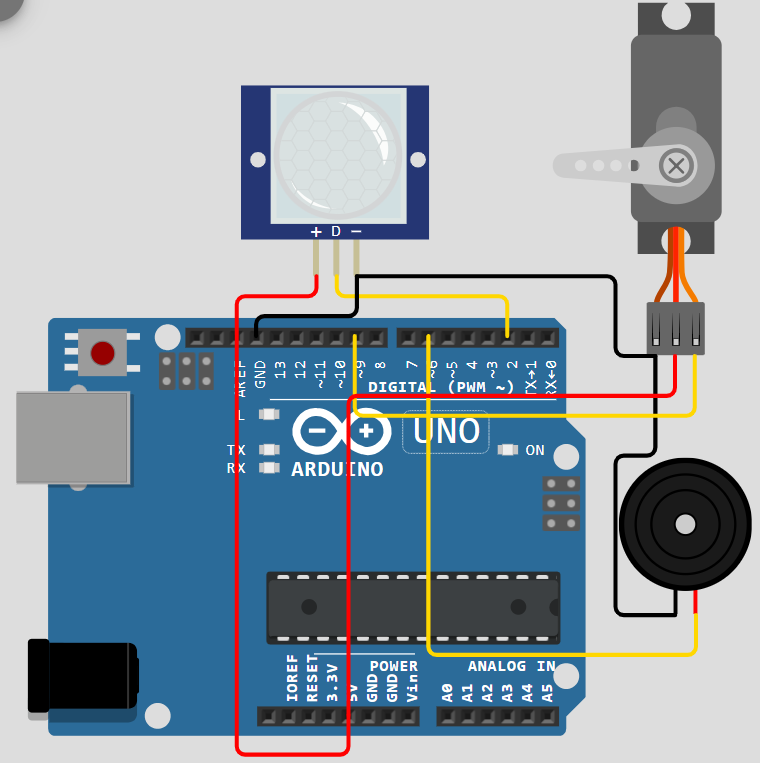 + D −
AREF
GND
13
12
~11
~10
~9
8
7
~6
~5
4
~3
2
TX→1
RX←0
DIGITAL (PWM ~)
L
UNO
TX
RX
ARDUINO
ON
IOREF
RESET
3.3V
5V
GND
GND
Vin
POWER
ANALOG IN
A0
A1
A2
A3
A4
A5